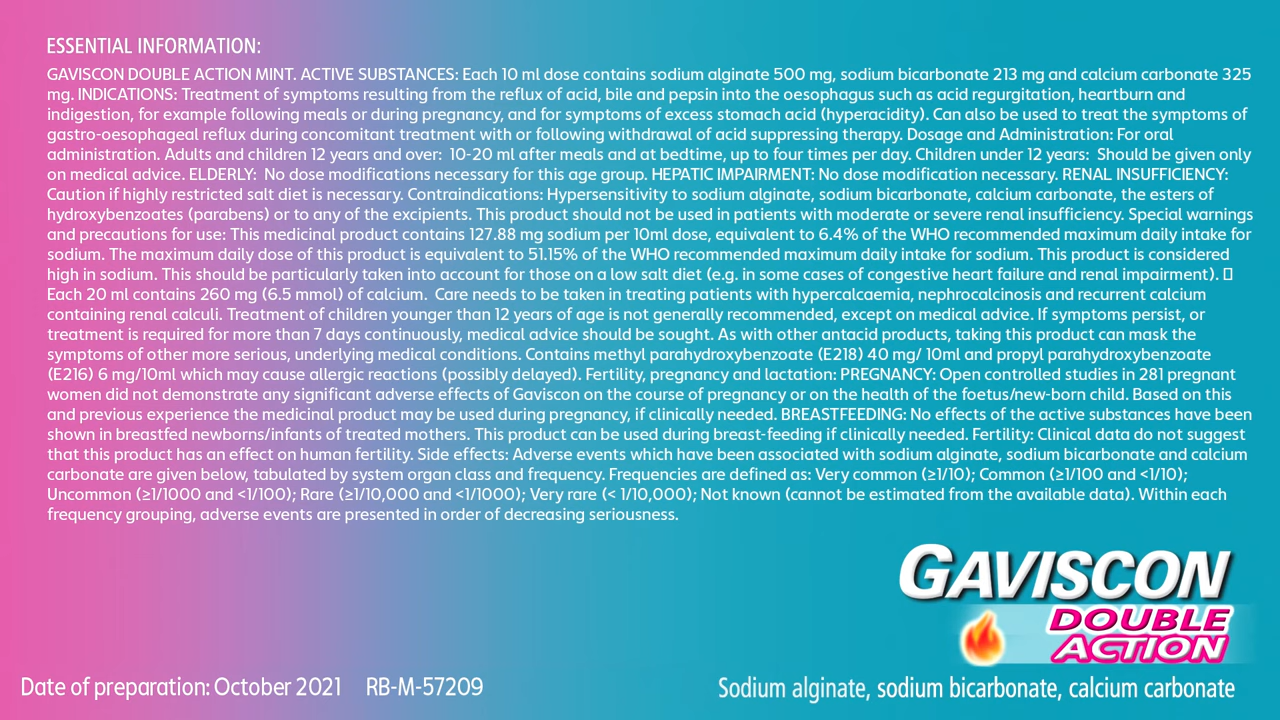 ESSENTIAL INFORMATION:
GAVISCON DOUBLE ACTION MINT. ACTIVE SUBSTANCES: Each 10 ml dose contains sodium alginate 500 mg, sodium bicarbonate 213 mg and calcium carbonate 325
mg. INDICATIONS: Treatment of symptoms resulting from the reflux of acid, bile and pepsin into the oesophagus such as acid regurgitation, heartburn and
indigestion, for example following meals or during pregnancy, and for symptoms of excess stomach acid (hyperacidity). Can also be used to treat the symptoms of
gastro-oesophageal reflux during concomitant treatment with or following withdrawal of acid suppressing therapy. Dosage and Administration: For oral
administration. Adults and children 12 years and over:  10-20 ml after meals and at bedtime, up to four times per day. Children under 12 years:  Should be given only
on medical advice. ELDERLY:  No dose modifications necessary for this age group. HEPATIC IMPAIRMENT: No dose modification necessary. RENAL INSUFFICIENCY:
Caution if highly restricted salt diet is necessary. Contraindications: Hypersensitivity to sodium alginate, sodium bicarbonate, calcium carbonate, the esters of
hydroxybenzoates (parabens) or to any of the excipients. This product should not be used in patients with moderate or severe renal insufficiency. Special warnings
and precautions for use: This medicinal product contains 127.88 mg sodium per 10ml dose, equivalent to 6.4% of the WHO recommended maximum daily intake for
sodium. The maximum daily dose of this product is equivalent to 51.15% of the WHO recommended maximum daily intake for sodium. This product is considered
high in sodium. This should be particularly taken into account for those on a low salt diet (e.g. in some cases of congestive heart failure and renal impairment). 
Each 20 ml contains 260 mg (6.5 mmol) of calcium.  Care needs to be taken in treating patients with hypercalcaemia, nephrocalcinosis and recurrent calcium
containing renal calculi. Treatment of children younger than 12 years of age is not generally recommended, except on medical advice. If symptoms persist, or
treatment is required for more than 7 days continuously, medical advice should be sought. As with other antacid products, taking this product can mask the
symptoms of other more serious, underlying medical conditions. Contains methyl parahydroxybenzoate (E218) 40 mg/ 10ml and propyl parahydroxybenzoate
(E216) 6 mg/10ml which may cause allergic reactions (possibly delayed). Fertility, pregnancy and lactation: PREGNANCY: Open controlled studies in 281 pregnant
women did not demonstrate any significant adverse effects of Gaviscon on the course of pregnancy or on the health of the foetus/new-born child. Based on this
and previous experience the medicinal product may be used during pregnancy, if clinically needed. BREASTFEEDING: No effects of the active substances have been
shown in breastfed newborns/infants of treated mothers. This product can be used during breast-feeding if clinically needed. Fertility: Clinical data do not suggest
that this product has an effect on human fertility. Side effects: Adverse events which have been associated with sodium alginate, sodium bicarbonate and calcium
carbonate are given below, tabulated by system organ class and frequency. Frequencies are defined as: Very common (≥1/10); Common (≥1/100 and <1/10);
Uncommon (≥1/1000 and <1/100); Rare (≥1/10,000 and <1/1000); Very rare (< 1/10,000); Not known (cannot be estimated from the available data). Within each
frequency grouping, adverse events are presented in order of decreasing seriousness.
GAVISCON
DOUBLE
ACTION
Date of preparation: October 2021 RB-M-57209
Sodium alginate, sodium bicarbonate, calcium carbonate